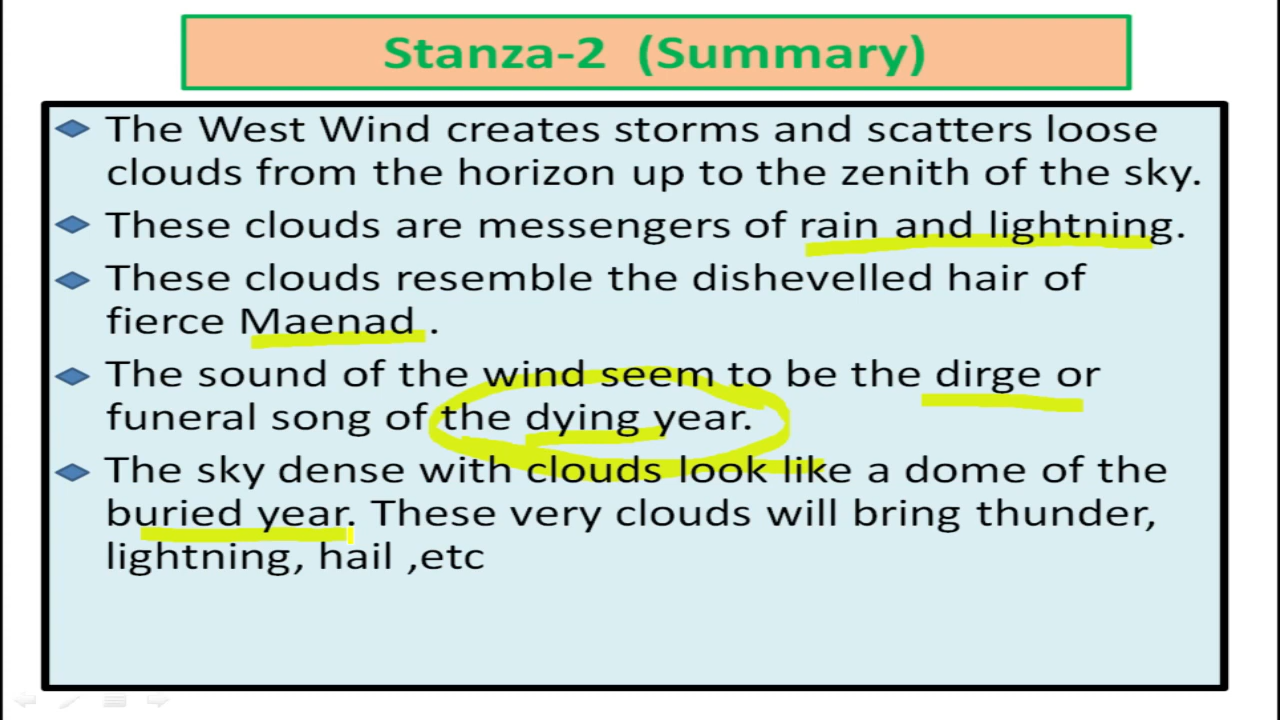 Stanza-2 (Summary)
The West Wind creates storms and scatters loose
clouds from the horizon up to the zenith of the sky.
These clouds are messengers of rain and lightning.
These clouds resemble the dishevelled hair of
fierce Maenad .
The sound of the wind seem to be the dirge or
funeral song of the dying year.
The sky dense with clouds look like a dome of the
buried year. These very clouds will bring thunder,
lightning, hail ,etc